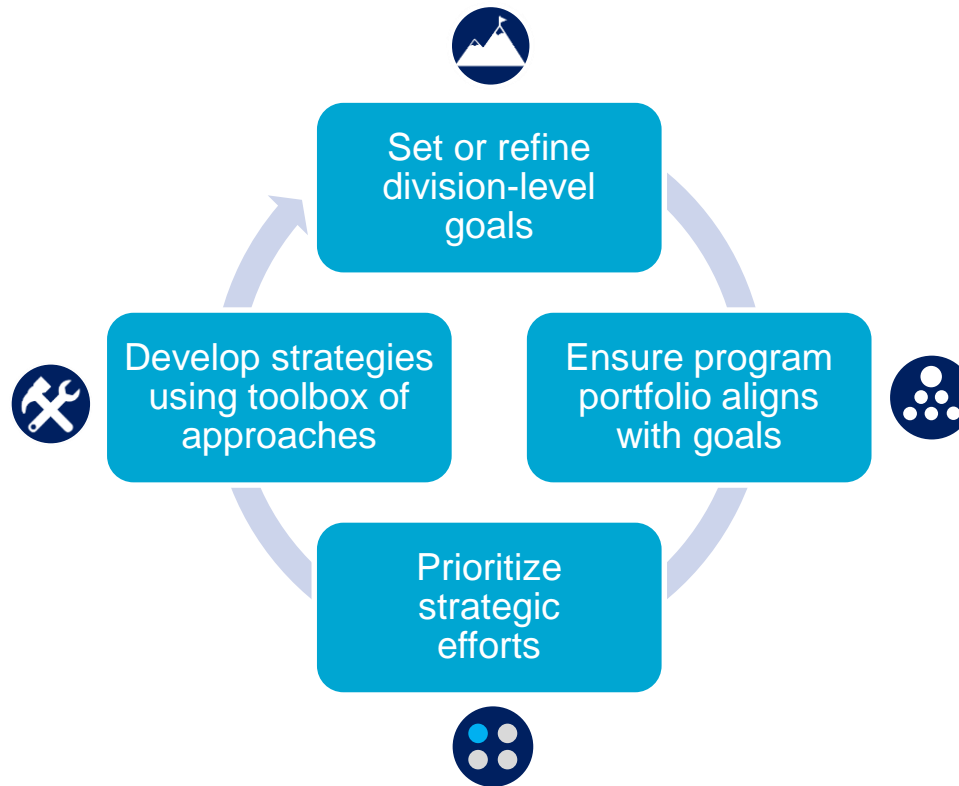 Set or refine
division-level
goals
Ensure program
portfolio aligns
with goals
Prioritize
strategic
efforts
Develop strategies
using toolbox of
approaches